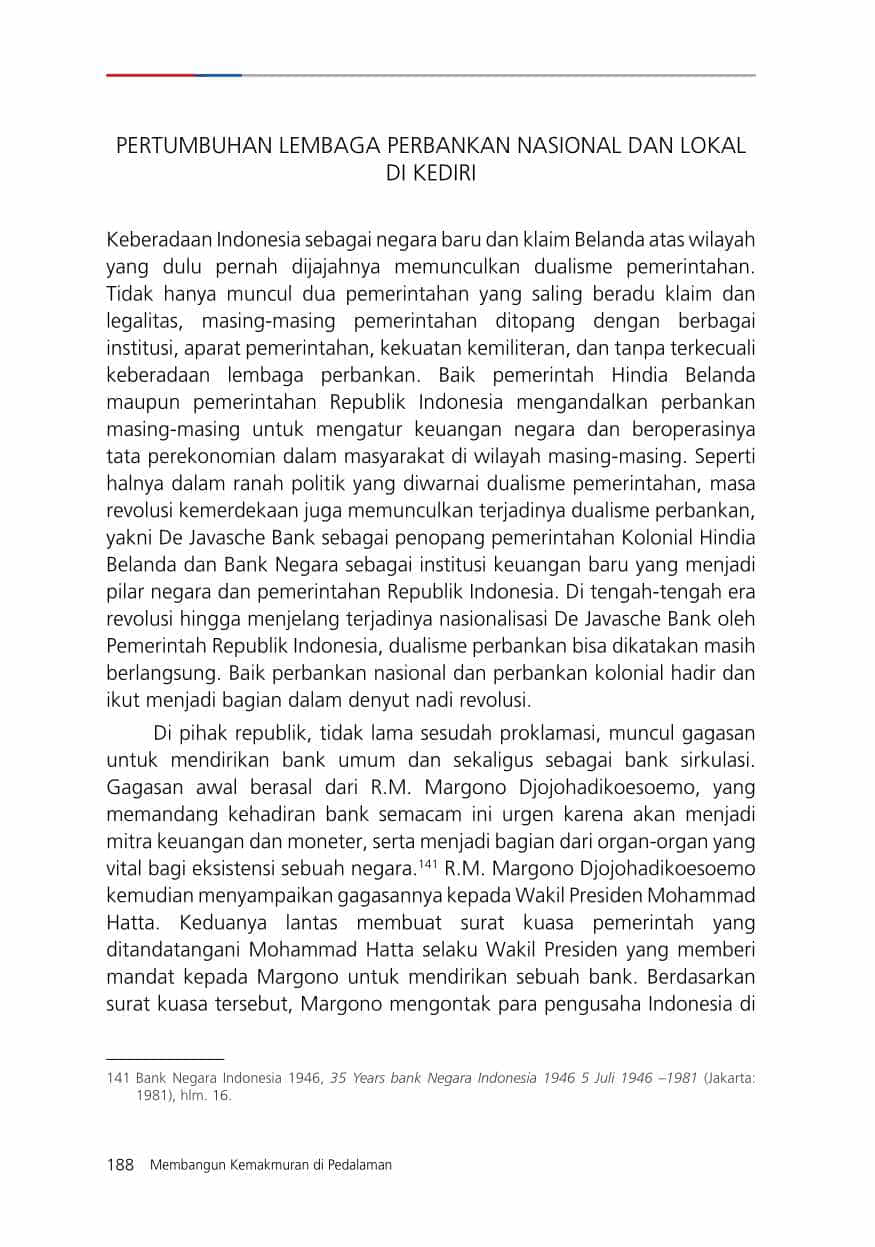 PERTUMBUHAN LEMBAGA PERBANKAN NASIONAL DAN LOKAL
DI KEDIRI
Keberadaan Indonesia sebagai negara baru dan klaim Belanda atas wilayah
yang dulu pernah dijajahnya memunculkan dualisme pemerintahan.
Tidak hanya muncul dua pemerintahan yang saling beradu klaim dan
legalitas, masing-masing pemerintahan ditopang dengan berbagai
institusi, aparat pemerintahan, kekuatan kemiliteran, dan tanpa terkecuali
keberadaan lembaga perbankan. Baik pemerintah Hindia Belanda
maupun pemerintahan Republik Indonesia mengandalkan perbankan
masing-masing untuk mengatur keuangan negara dan beroperasinya
tata perekonomian dalam masyarakat di wilayah masing-masing. Seperti
halnya dalam ranah politik yang diwarnai dualisme pemerintahan, masa
revolusi kemerdekaan juga memunculkan terjadinya dualisme perbankan,
yakni De Javasche Bank sebagai penopang pemerintahan Kolonial Hindia
Belanda dan Bank Negara sebagai institusi keuangan baru yang menjadi
pilar negara dan pemerintahan Republik Indonesia. Di tengah-tengah era
revolusi hingga menjelang terjadinya nasionalisasi De Javasche Bank oleh
Pemerintah Republik Indonesia, dualisme perbankan bisa dikatakan masih
berlangsung. Baik perbankan nasional dan perbankan kolonial hadir dan
ikut menjadi bagian dalam denyut nadi revolusi.
Di pihak republik, tidak lama sesudah proklamasi, muncul gagasan
untuk mendirikan bank umum dan sekaligus sebagai bank sirkulasi.
Gagasan awal berasal dari R.M. Margono Djojohadikoesoemo, yang
memandang kehadiran bank semacam ini urgen karena akan menjadi
mitra keuangan dan moneter, serta menjadi bagian dari organ-organ yang
vital bagi eksistensi sebuah negara.¹⁴¹ R.M. Margono Djojohadikoesoemo
kemudian menyampaikan gagasannya kepada Wakil Presiden Mohammad
Hatta. Keduanya lantas membuat surat kuasa pemerintah yang
ditandatangani Mohammad Hatta selaku Wakil Presiden yang memberi
mandat kepada Margono untuk mendirikan sebuah bank. Berdasarkan
surat kuasa tersebut, Margono mengontak para pengusaha Indonesia di
141 Bank Negara Indonesia 1946, 35 Years bank Negara Indonesia 1946 5 Juli 1946 –1981 (Jakarta:
1981), hlm. 16.
188 Membangun Kemakmuran di Pedalaman